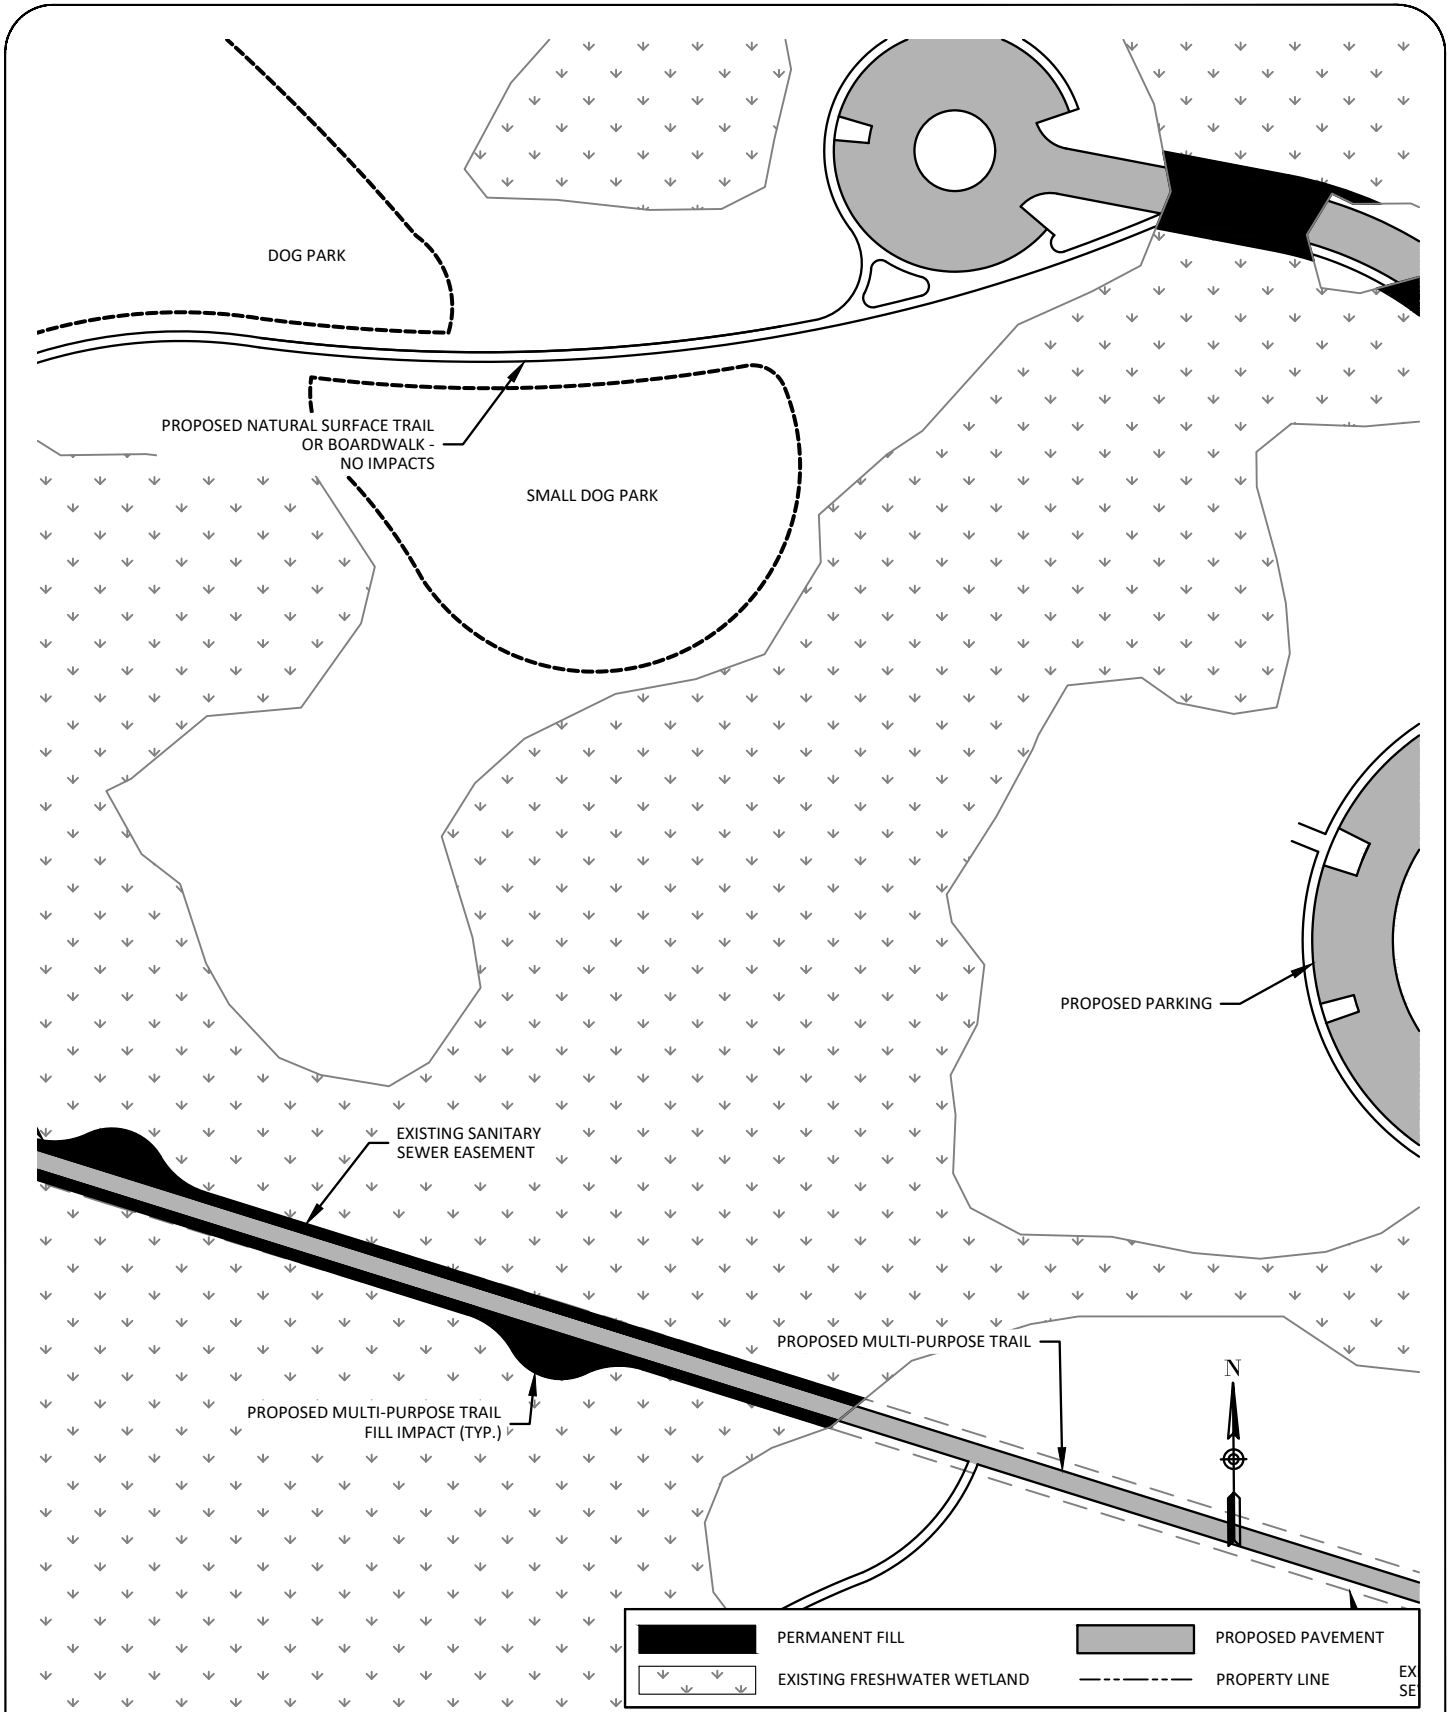 DOG PARK
PROPOSED NATURAL SURFACE TRAIL
OR BOARDWALK -
NO IMPACTS
SMALL DOG PARK
PROPOSED PARKING
EXISTING SANITARY
SEWER EASEMENT
PROPOSED MULTI-PURPOSE TRAIL
N
PROPOSED MULTI-PURPOSE TRAIL
FILL IMPACT (TYP.)
PERMANENT FILL
PROPOSED PAVEMENT
EXISTING FRESHWATER WETLAND
PROPERTY LINE
EX
SE